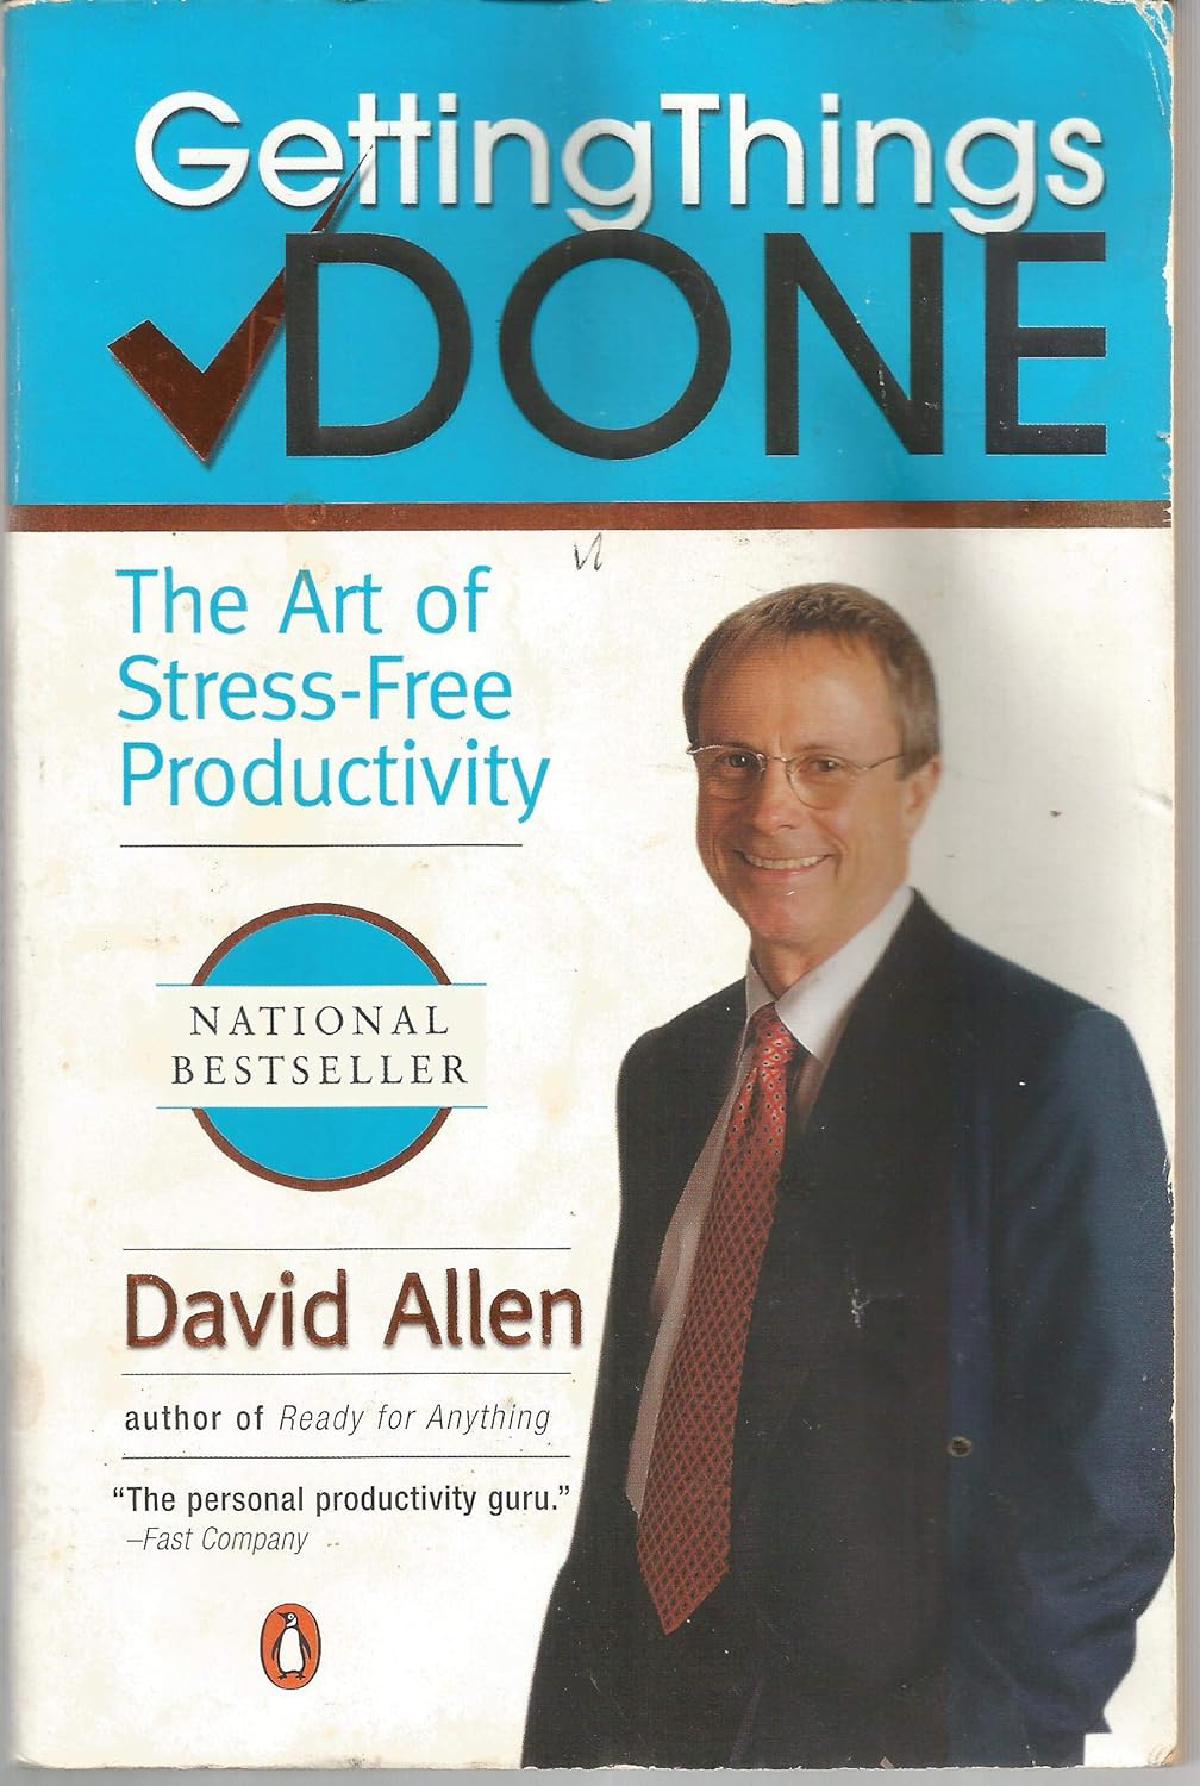 GettingThings
DONE
The Art of
Stress-Free
Productivity
NATIONAL
BESTSELLER
David Allen
author of Ready for Anything
“The personal productivity guru.”
–Fast Company